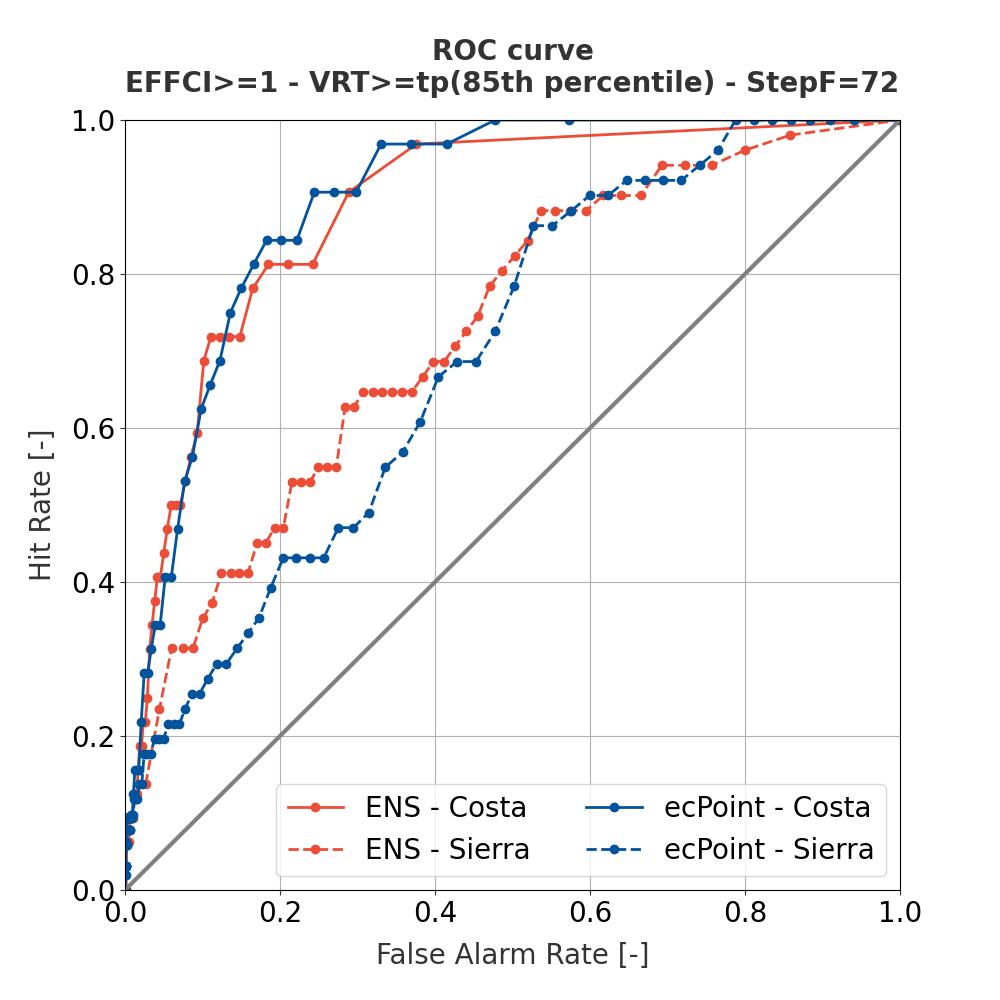 ROC curve
EFFCI>=1 - VRT>=tp(85th percentile) - StepF=72
1.0
0.8
0.6
0.4
0.2
0.0
Hit Rate [-]
ENS - Costa
ENS - Sierra
ecPoint - Costa
ecPoint - Sierra
0.0 0.2 0.4 0.6 0.8 1.0
False Alarm Rate [-]